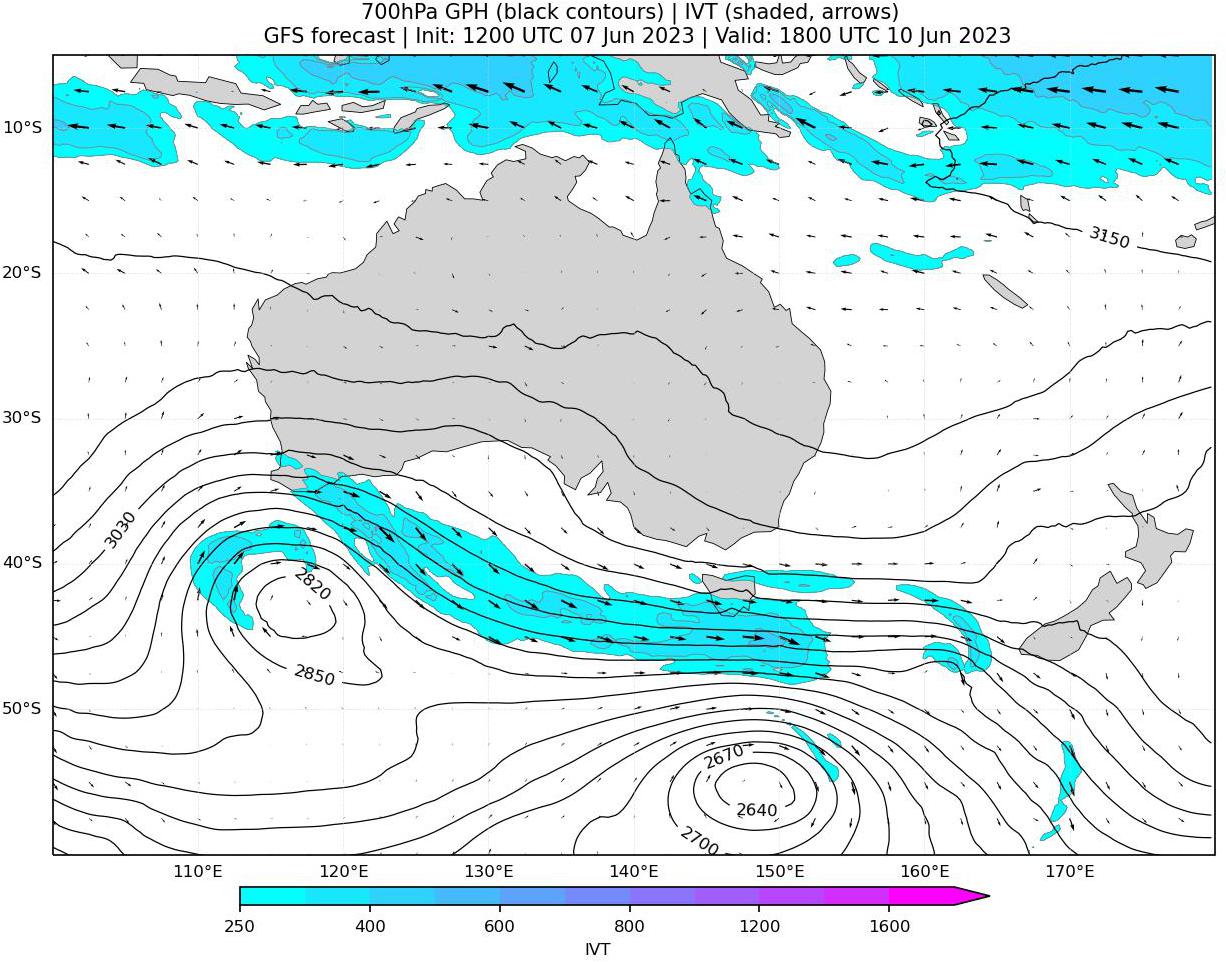 700hPa GPH (black contours) | IVT (shaded, arrows)
GFS forecast | Init: 1200 UTC 07 Jun 2023 | Valid: 1800 UTC 10 Jun 2023
10°S
3150
20°S
30°S
3030
40°S
2820
2850
50°S
2670
2640
2700
110°E 120°E 130°E 140°E 150°E 160°E 170°E
250 400 600 800 1200 1600
IVT